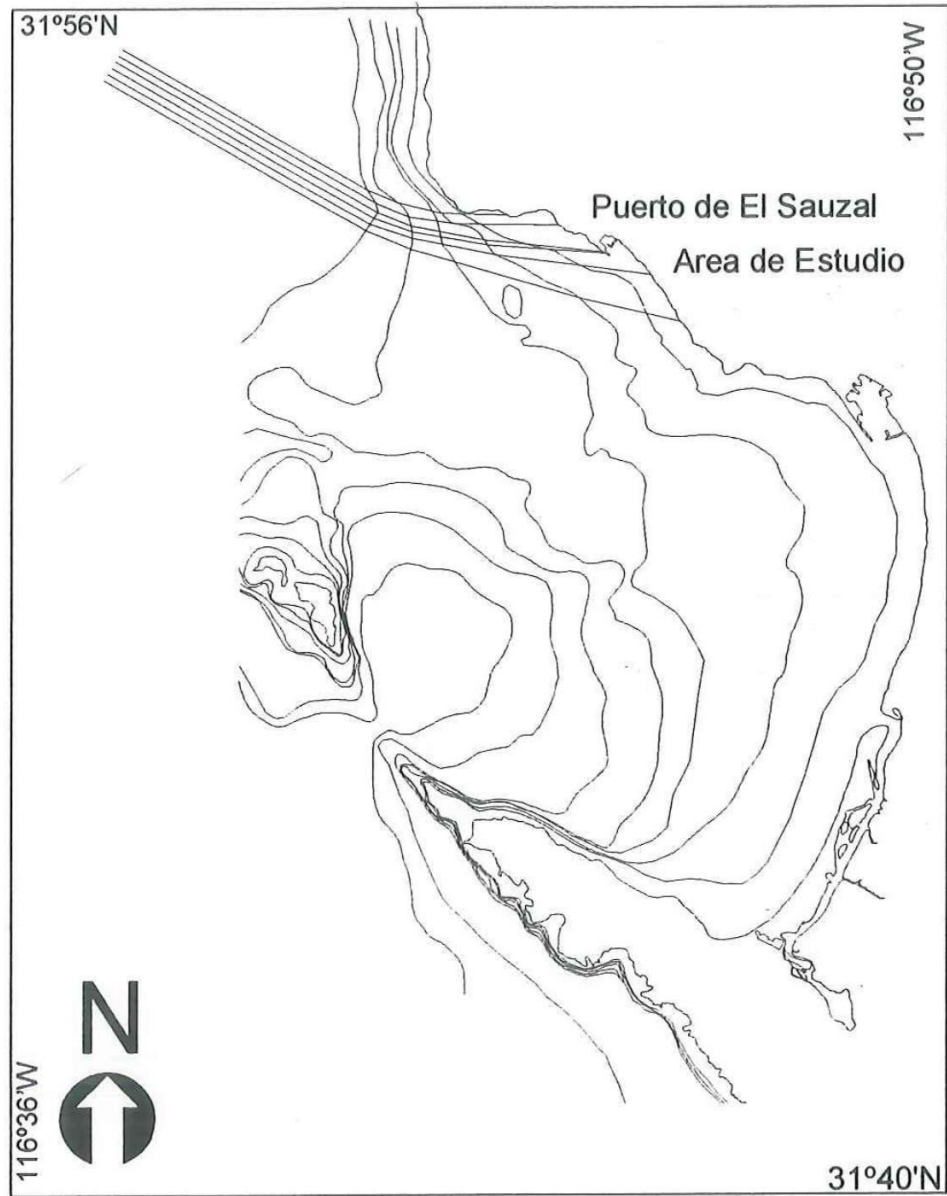 31º56'N
116º50'W
Puerto de El Sauzal
Area de Estudio
N
116º36'W
31º40'N